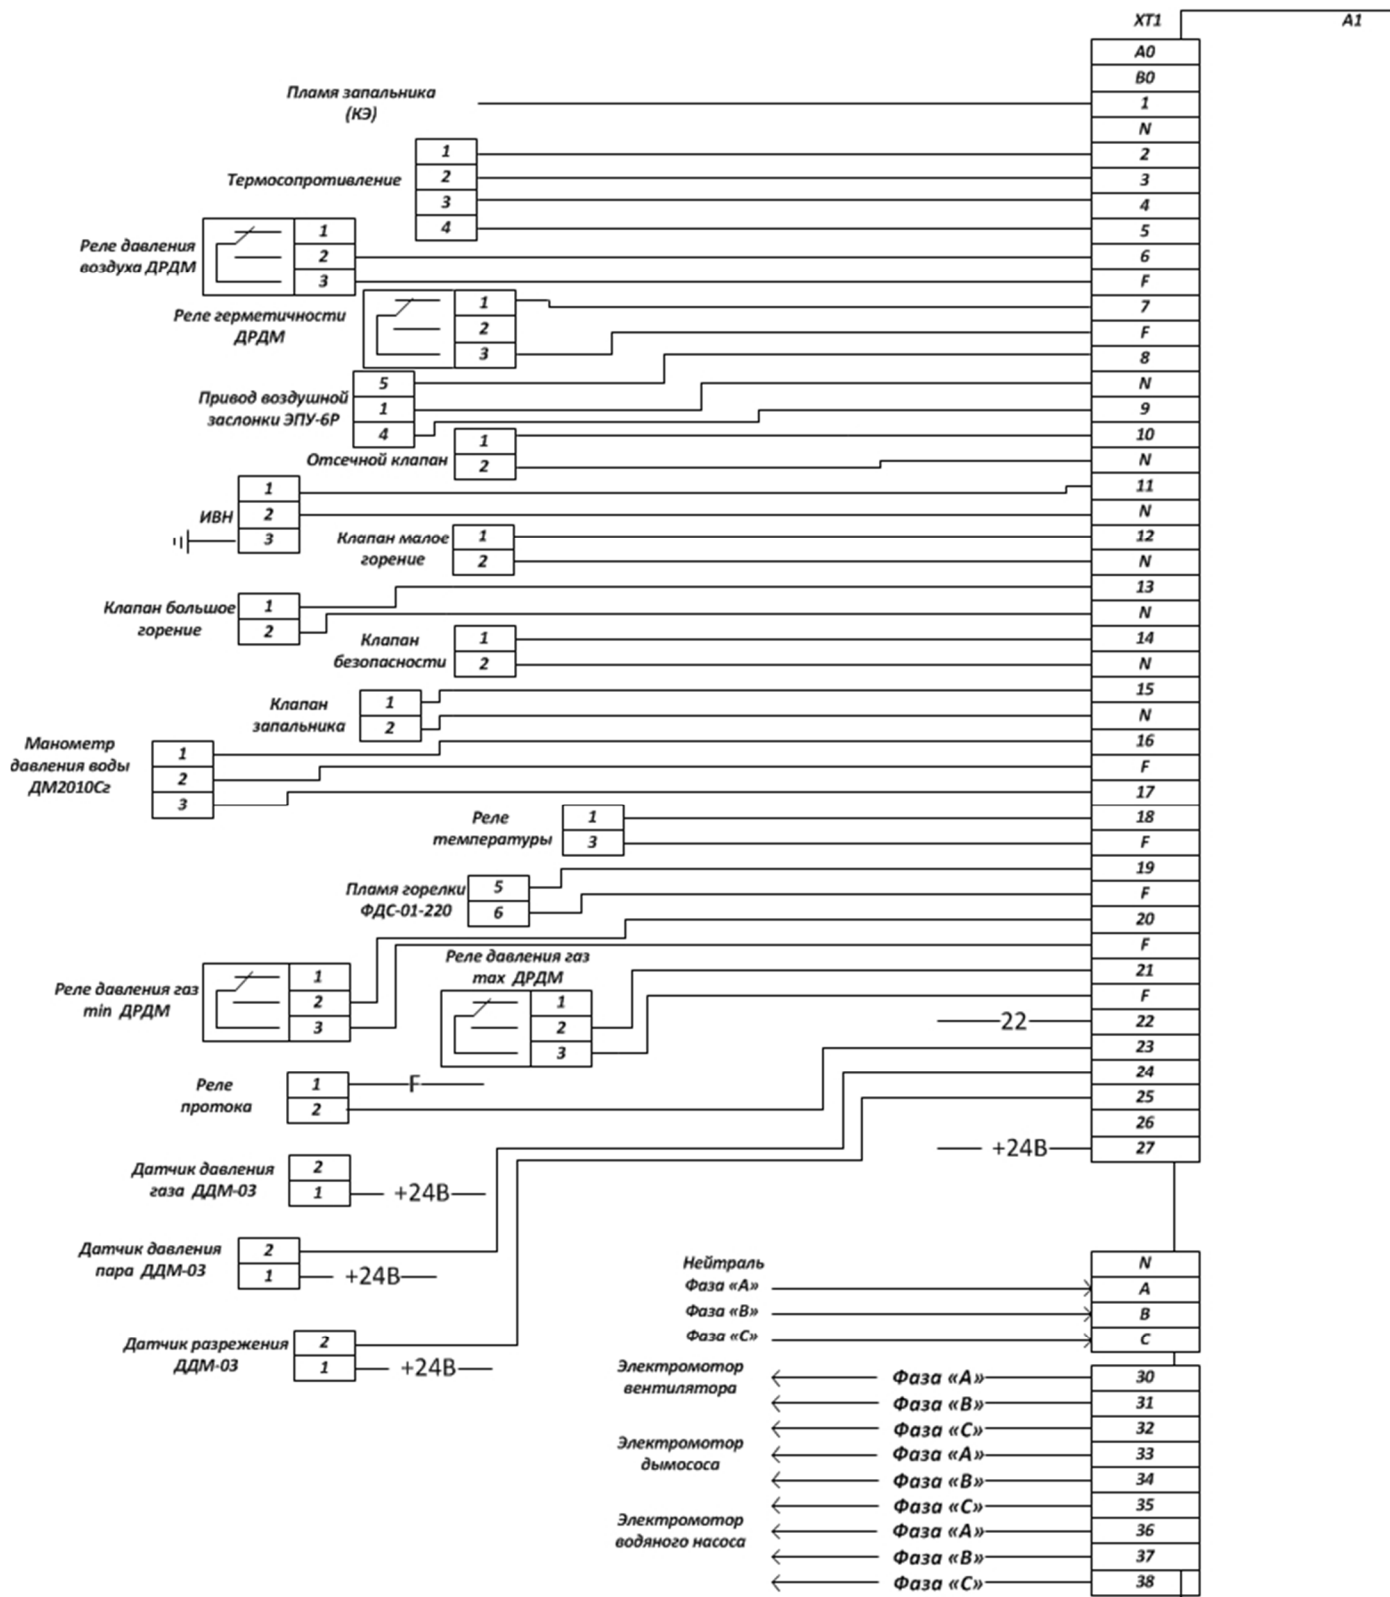 XT1
A1
A0
B0
Пламя запальника
(КЭ)
1
N
Термосопротивление
1
2
3
4
2
3
4
5
Реле давления
воздуха ДРДМ
1
2
3
6
F
Реле герметичности
ДРДМ
1
2
3
7
F
Привод воздушной
заслонки ЭПУ-6Р
5
1
4
8
N
9
Отсечной клапан
1
2
10
N
ИВН
1
2
3
11
N
Клапан малое
горение
1
2
12
N
Клапан большое
горение
1
2
13
N
Клапан
безопасности
1
2
14
N
Клапан
запальника
1
2
15
N
Манометр
давления воды
ДМ2010Сг
1
2
3
16
F
17
Реле
температуры
1
3
18
F
Пламя горелки
ФДС-01-220
5
6
19
F
Реле давления газ
min ДРДМ
1
2
3
20
F
Реле давления газ
max ДРДМ
1
2
3
21
F
22
22
Реле
протока
1
2
F
23
24
25
26
+24В
27
Датчик давления
газа ДДМ-03
2
1
+24В
Датчик давления
пара ДДМ-03
2
1
+24В
Датчик разрежения
ДДМ-03
2
1
+24В
Нейтраль
N
Фаза «А»
A
Фаза «В»
B
Фаза «С»
C
Электромотор
вентилятора
Фаза «А»
30
Фаза «В»
31
Фаза «С»
32
Электромотор
дымососа
Фаза «А»
33
Фаза «В»
34
Фаза «С»
35
Электромотор
водяного насоса
Фаза «А»
36
Фаза «В»
37
Фаза «С»
38